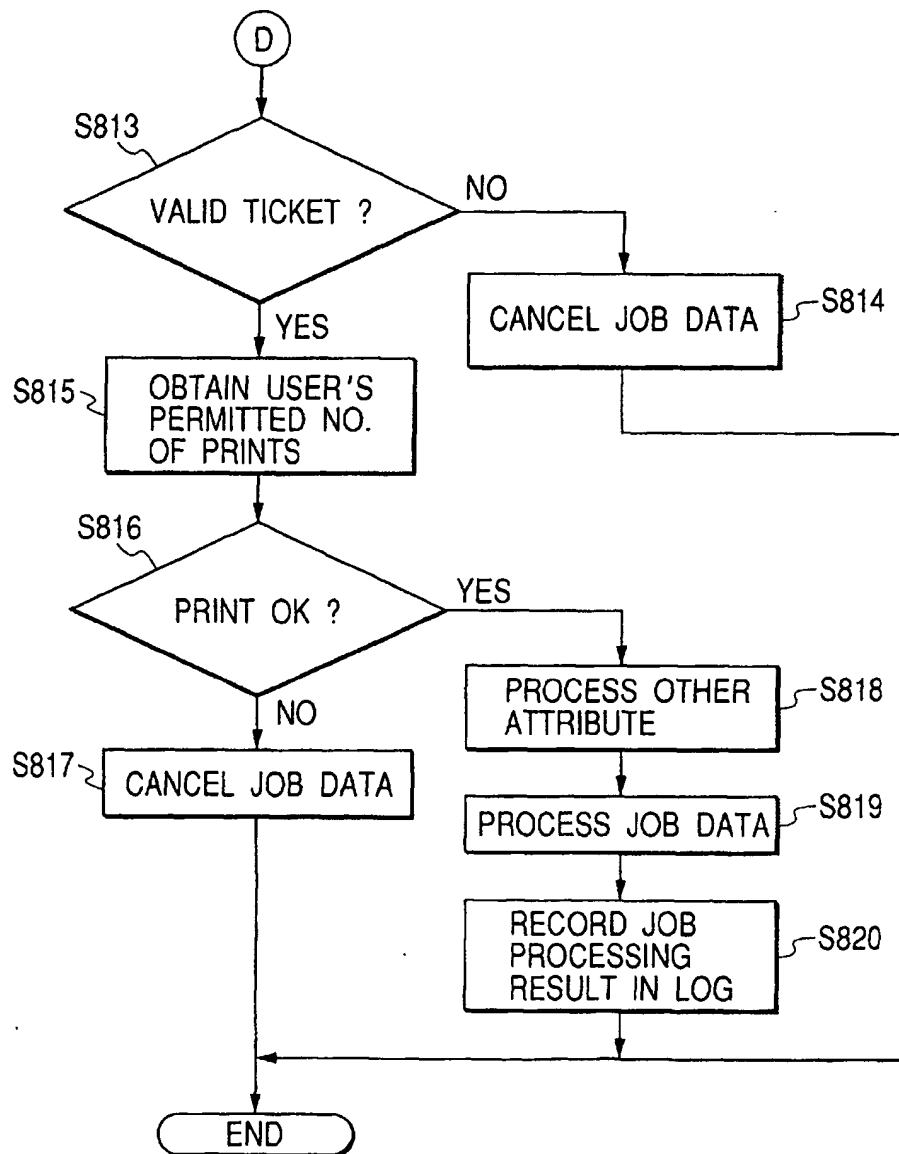 D
S813
VALID TICKET ?
NO
CANCEL JOB DATA
S814
YES
S815
OBTAIN USER'S
PERMITTED NO.
OF PRINTS
S816
PRINT OK ?
YES
NO
S817
CANCEL JOB DATA
PROCESS OTHER
ATTRIBUTE
S818
PROCESS JOB DATA
S819
RECORD JOB
PROCESSING
RESULT IN LOG
S820
END